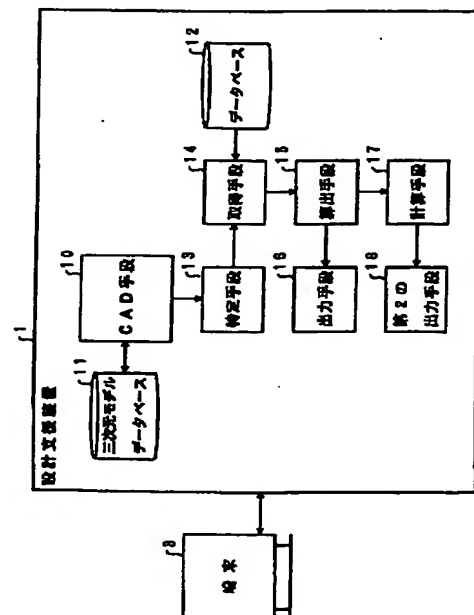 1
設計支援装置
11
三次元モデル
データベース
10
CAD手段
13
特定手段
14
取得手段
12
データベース
15
算出手段
16
出力手段
17
計算手段
18
第2の
出力手段
端末